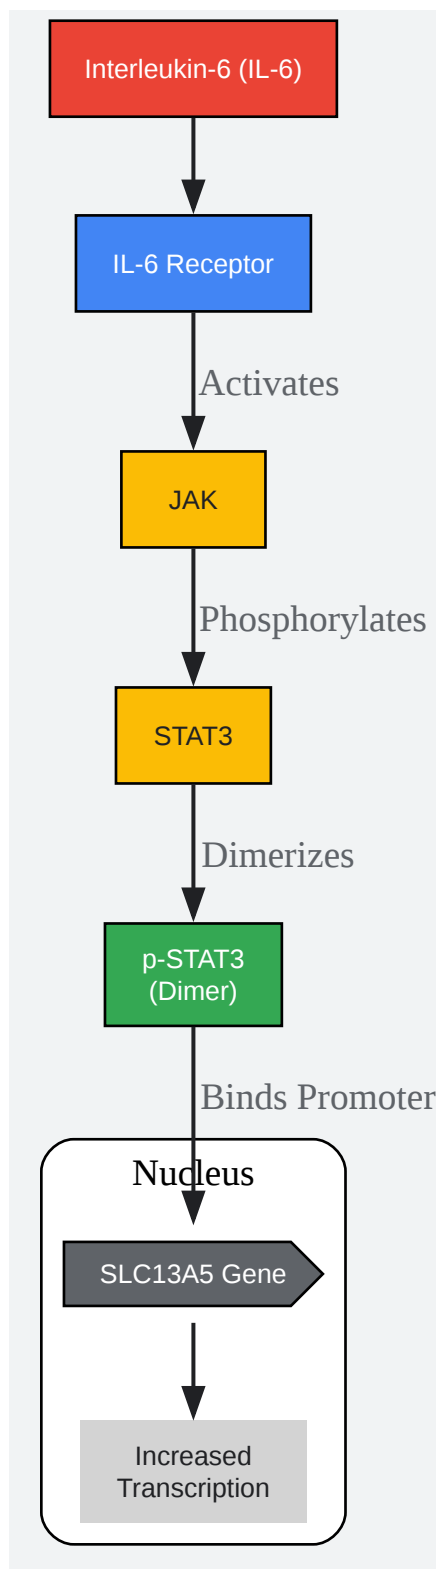 Interleukin-6 (IL-6)
IL-6 Receptor
Activates
JAK
Phosphorylates
STAT3
Dimerizes
p-STAT3
(Dimer)
Binds Promoter
Nucleus
SLC13A5 Gene
Increased
Transcription